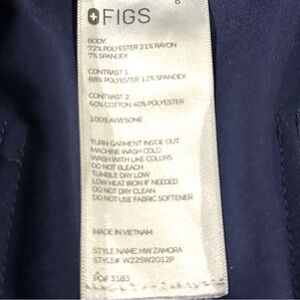 FIGS
BODY:
72% POLYESTER 21% RAYON
7% SPANDEX
CONTRAST 1:
88% POLYESTER 12% SPANDEX
CONTRAST 2:
60% COTTON 40% POLYESTER
100% AWESOME
TURN GARMENT INSIDE OUT
MACHINE WASH COLD
WASH WITH LIKE COLORS
DO NOT BLEACH
TUMBLE DRY LOW
LOW HEAT IRON IF NEEDED
DO NOT DRY CLEAN
DO NOT USE FABRIC SOFTENER
MADE IN VIETNAM
STYLE NAME: HW ZAMORA
STYLE# W22SW2012P
PO# 3183